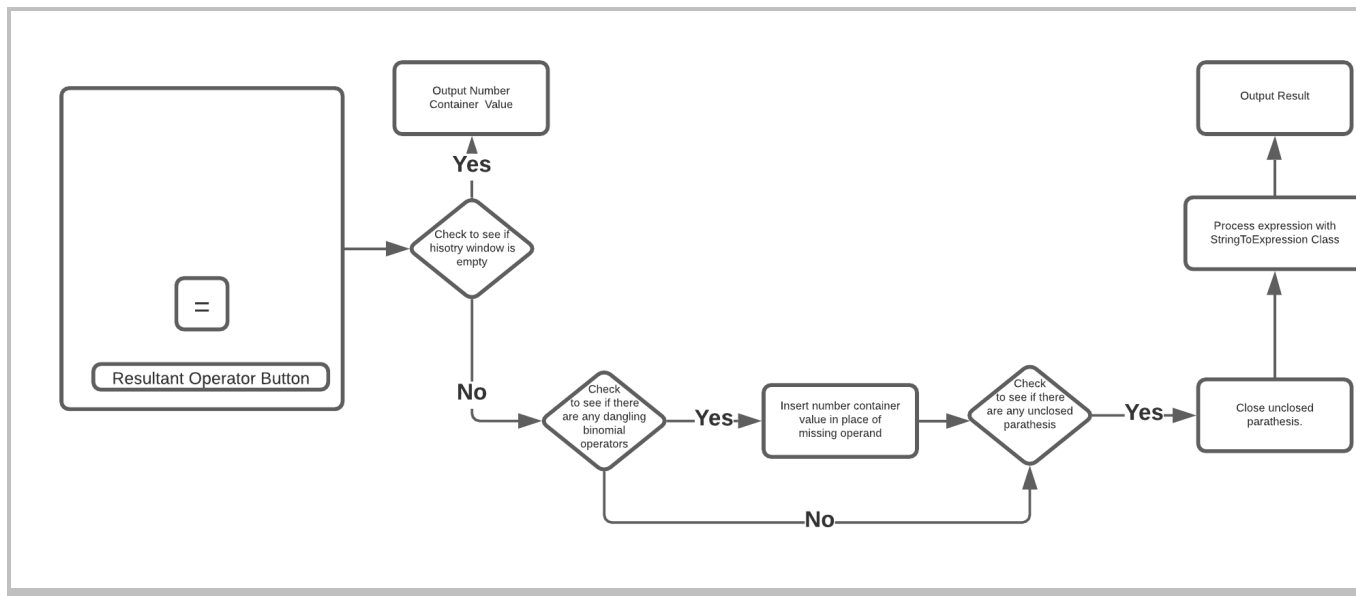 =
Resultant Operator Button
Output Number
Container Value
Yes
Check to see if
hisotry window is
empty
No
Check
to see if there
are any dangling
binomial
operators
Yes
Insert number container
value in place of
missing operand
No
Check
to see if there
are any unclosed
parathesis
Yes
Close unclosed
parathesis.
Process expression with
StringToExpression Class
Output Result